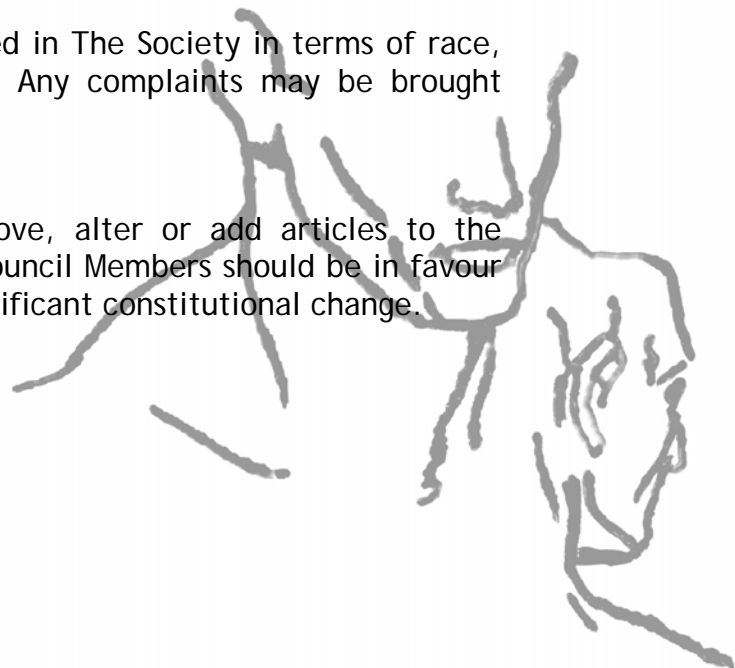 ed in The Society in terms of race,
Any complaints may be brought
ove, alter or add articles to the
ouncil Members should be in favour
ificant constitutional change.